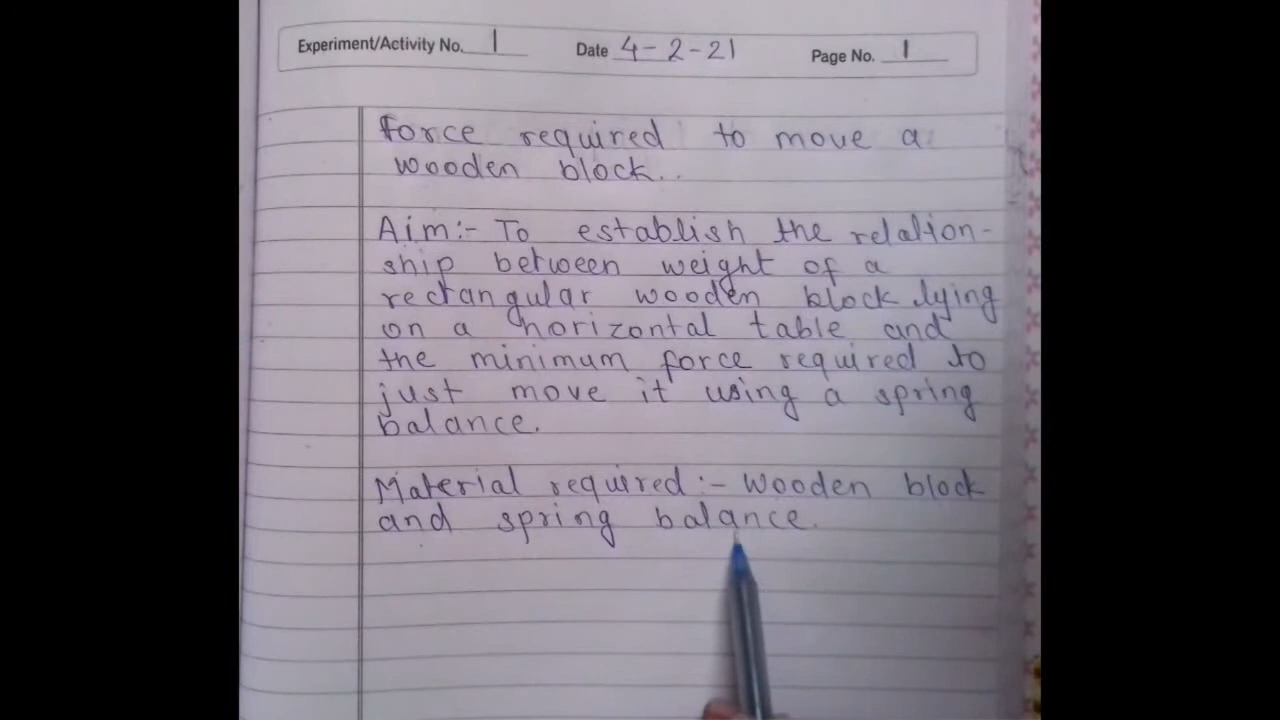 Experiment/Activity No. 1 Date 4-2-21 Page No. 1
Force required to move a
wooden block..
Aim:- To establish the relation-
ship between weight of a
rectangular wooden block lying
on a horizontal table and
the minimum force required to
just move it using a spring
balance.
Material required:- Wooden block
and spring balance.